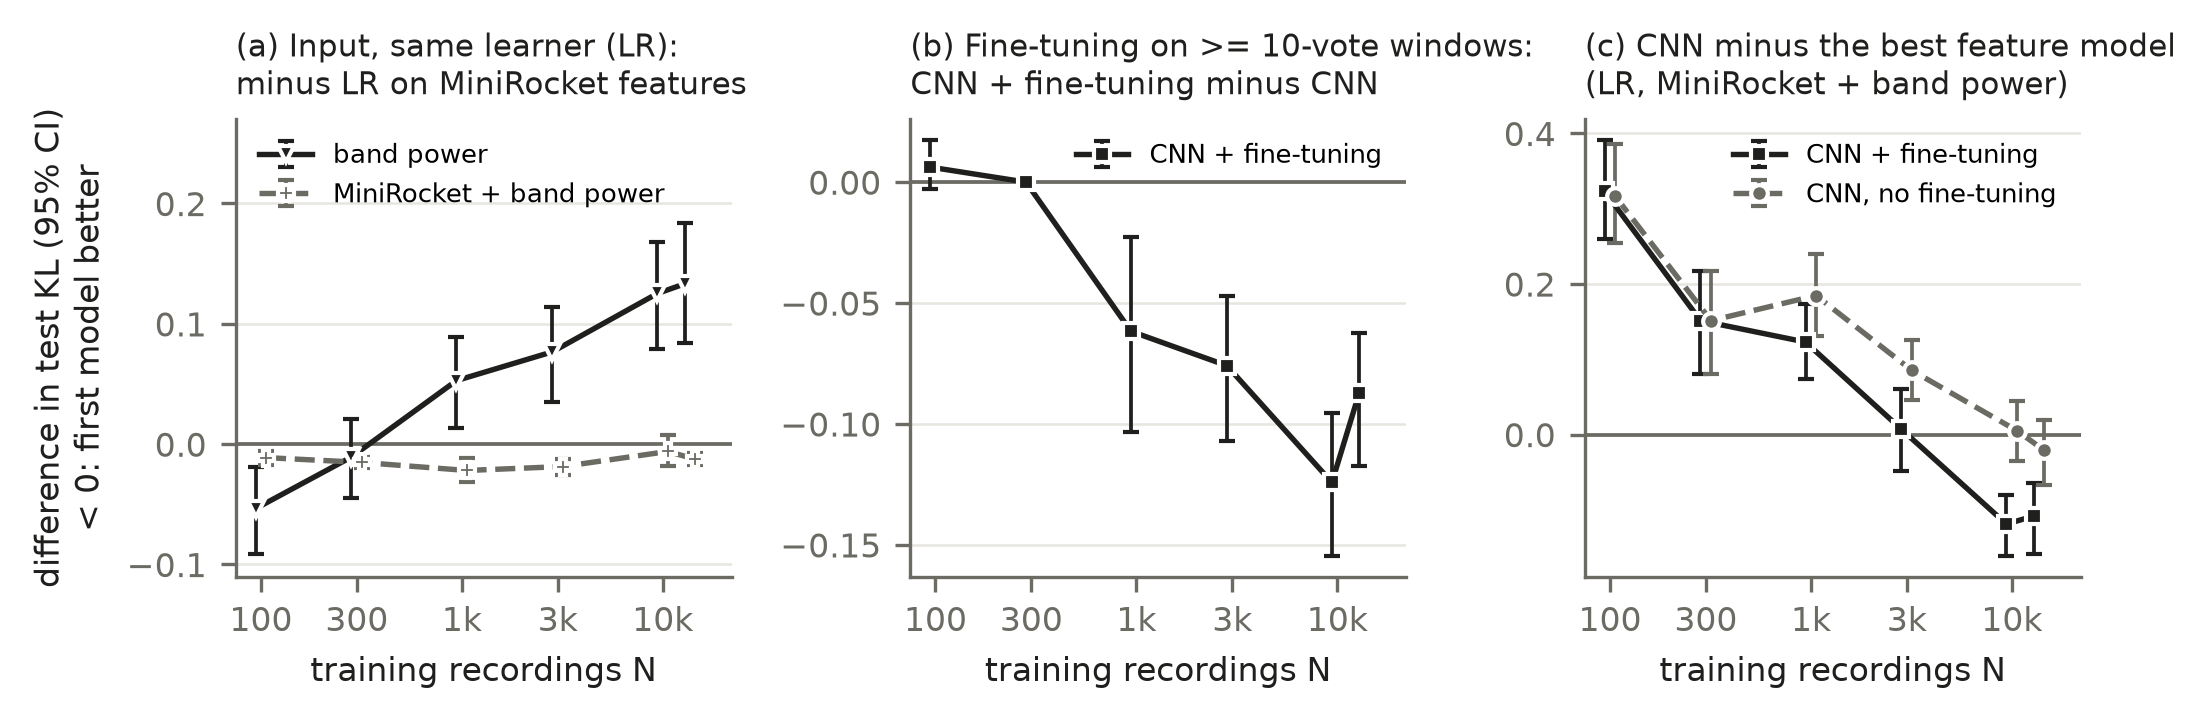 (a) Input, same learner (LR):
minus LR on MiniRocket features
difference in test KL (95% CI)
< 0: first model better
band power
MiniRocket + band power
0.2
0.1
0.0
−0.1
100 300 1k 3k 10k
training recordings N
(b) Fine-tuning on >= 10-vote windows:
CNN + fine-tuning minus CNN
CNN + fine-tuning
0.00
−0.05
−0.10
−0.15
100 300 1k 3k 10k
training recordings N
(c) CNN minus the best feature model
(LR, MiniRocket + band power)
CNN + fine-tuning
CNN, no fine-tuning
0.4
0.2
0.0
100 300 1k 3k 10k
training recordings N